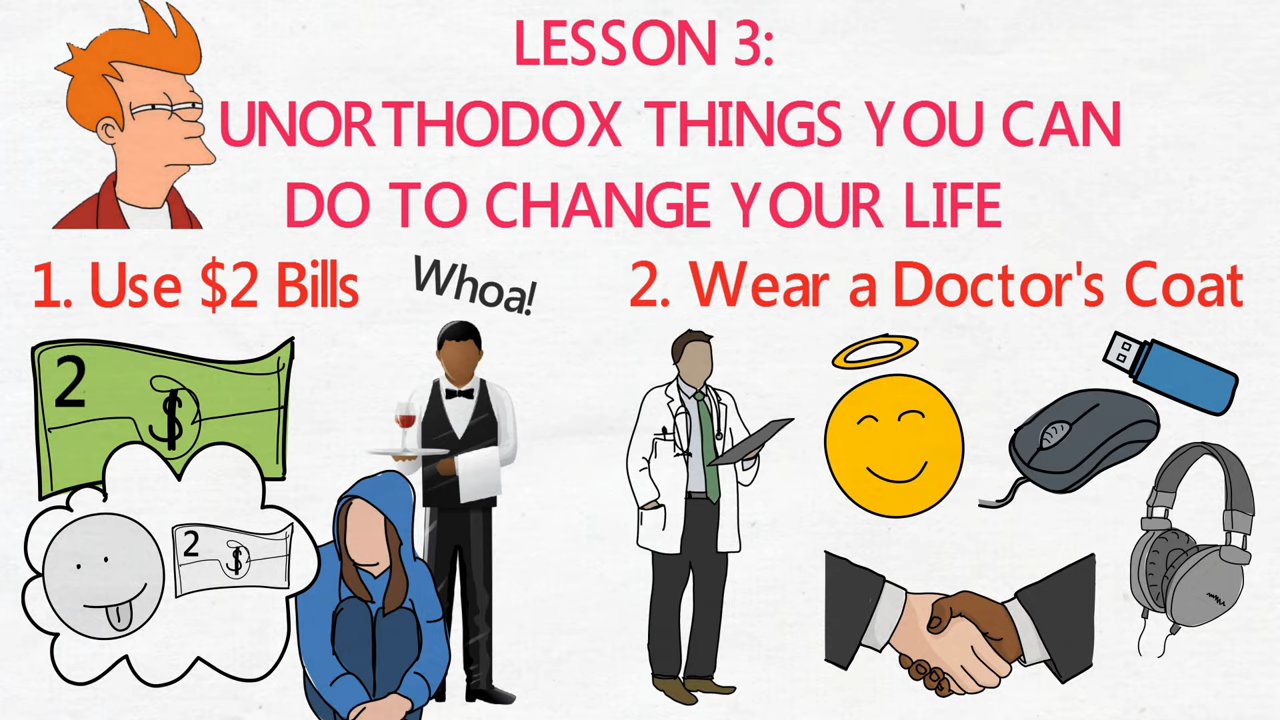 LESSON 3:
UNORTHODOX THINGS YOU CAN
DO TO CHANGE YOUR LIFE
1. Use $2 Bills
Whoa!
2. Wear a Doctor's Coat
2
$
2
$